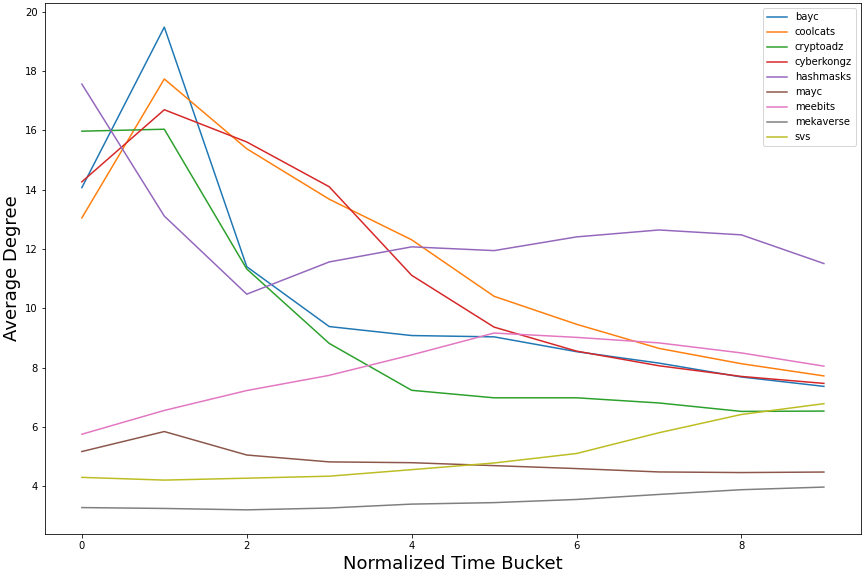 20
18
16
14
12
10
8
6
4
0
2
4
6
8
Average Degree
Normalized Time Bucket
bayc
coolcats
cryptoadz
cyberkongz
hashmasks
mayc
meebits
mekaverse
svs